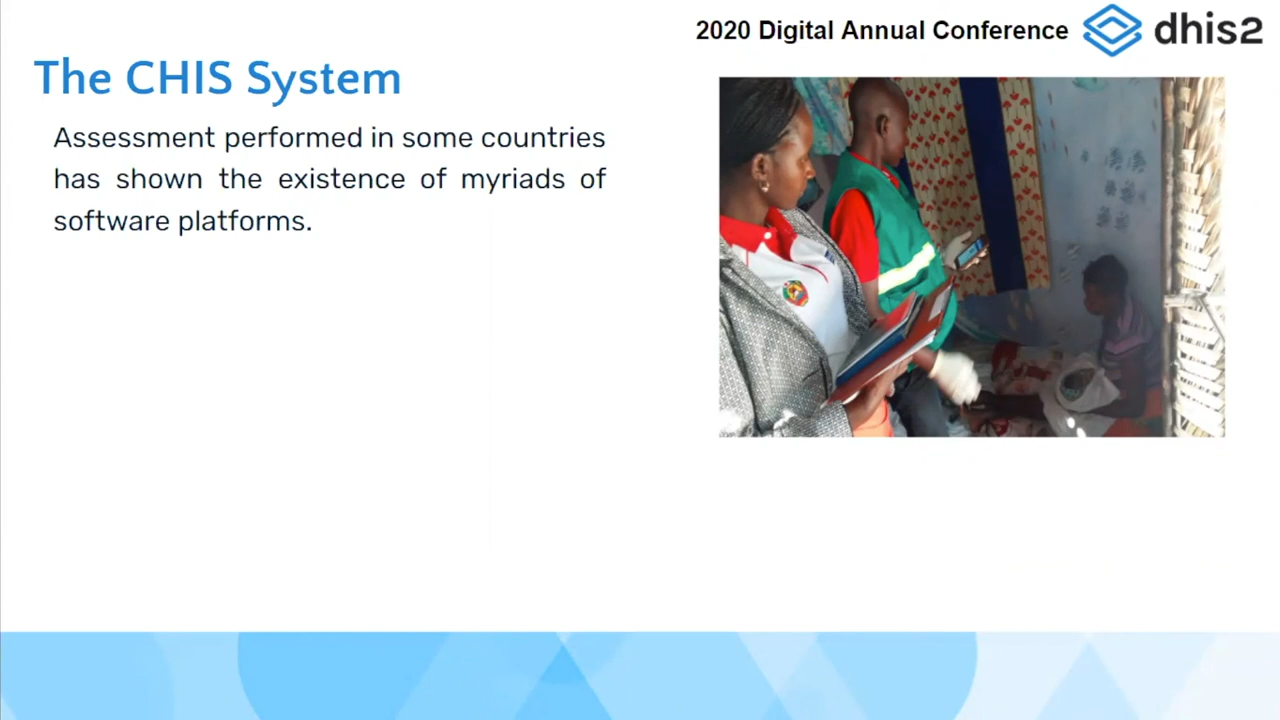 2020 Digital Annual Conference
dhis2
The CHIS System
Assessment performed in some countries
has shown the existence of myriads of
software platforms.